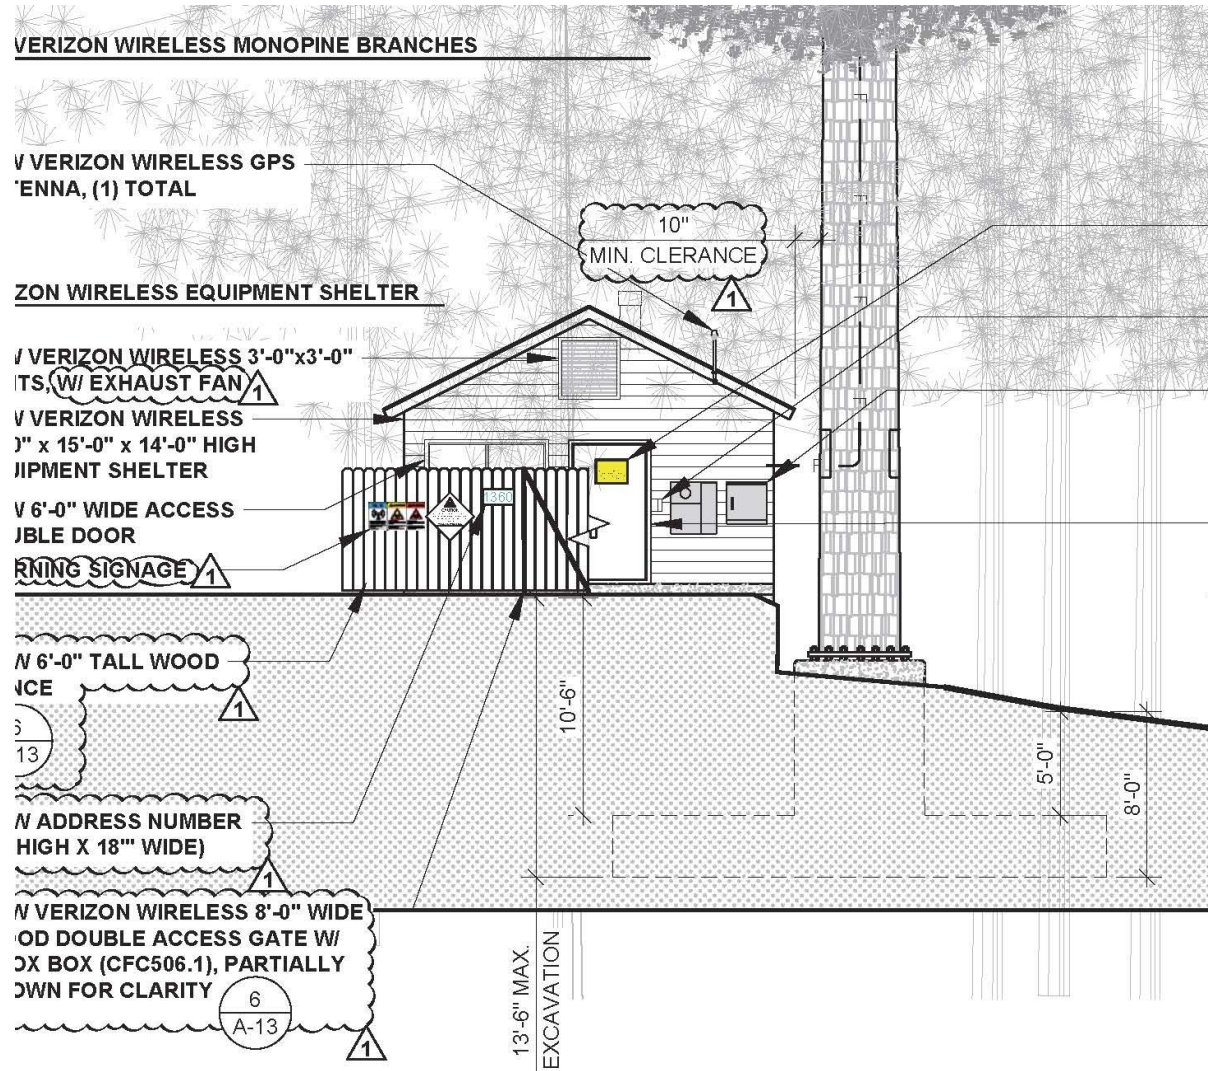 VERIZON WIRELESS MONOPINE BRANCHES
W VERIZON WIRELESS GPS
TENNA, (1) TOTAL
10"
MIN. CLERANCE
1
ZON WIRELESS EQUIPMENT SHELTER
W VERIZON WIRELESS 3'-0"x3'-0"
ITS, W/ EXHAUST FAN
1
W VERIZON WIRELESS
0" x 15'-0" x 14'-0" HIGH
UIPMENT SHELTER
W 6'-0" WIDE ACCESS
UBLE DOOR
1360
RNING SIGNAGE
1
W 6'-0" TALL WOOD
NCE
1
6
13
10'-6"
5'-0"
8'-0"
W ADDRESS NUMBER
HIGH X 18"' WIDE)
1
W VERIZON WIRELESS 8'-0" WIDE
OD DOUBLE ACCESS GATE W/
OX BOX (CFC506.1), PARTIALLY
OWN FOR CLARITY
6
A-13
1
13'-6" MAX.
EXCAVATION